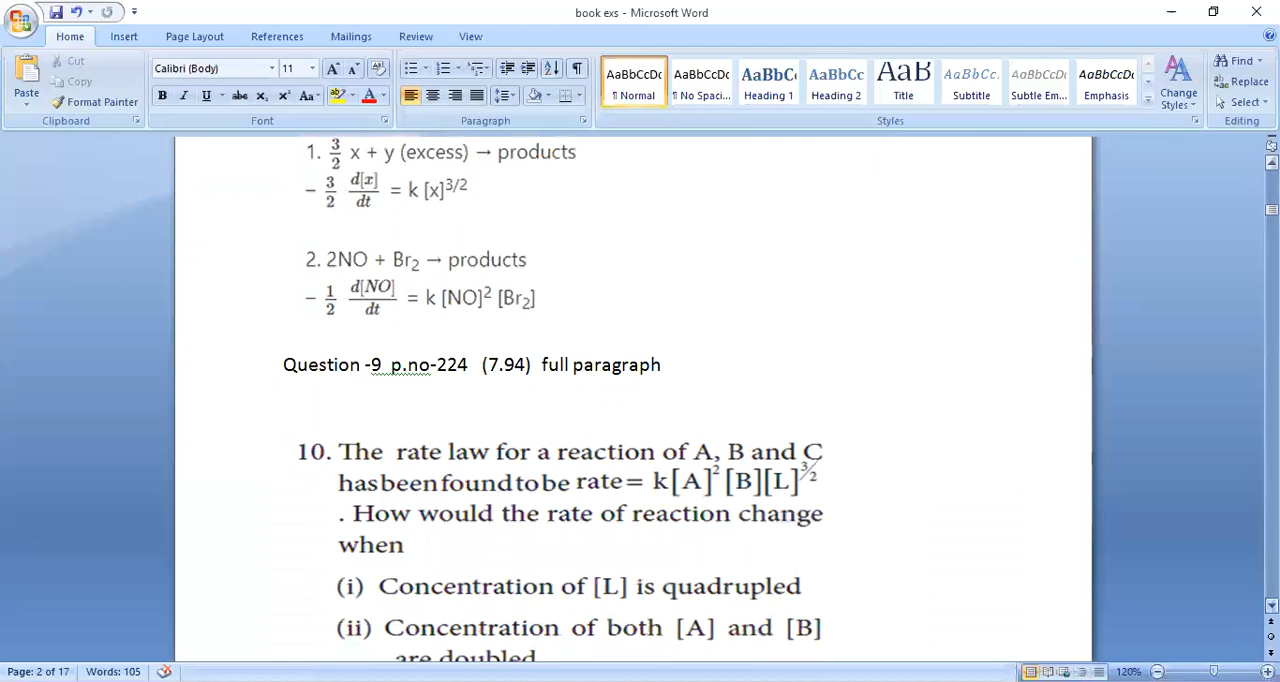 book exs - Microsoft Word
Home Insert Page Layout References Mailings Review View
Cut
Copy
Format Painter
Paste
Clipboard
Calibri (Body) 11
B I U abc X₂ X² Aa A
Font
Paragraph
AaBbCcDc AaBbCcDc AaBbC AaBbCc AaB AaBbCc. AaBbCcDc AaBbCcDc
¶ Normal ¶ No Spaci... Heading 1 Heading 2 Title Subtitle Subtle Em... Emphasis
Change Styles
Styles
Find
Replace
Select
Editing
1. 3/2 x + y (excess) → products
− 3/2 d[x]/dt = k [x]^3/2
2. 2NO + Br₂ → products
− 1/2 d[NO]/dt = k [NO]² [Br₂]
Question -9 p.no-224 (7.94) full paragraph
10. The rate law for a reaction of A, B and C
has been found to be rate = k[A]²[B][L]^3/2
. How would the rate of reaction change
when
(i) Concentration of [L] is quadrupled
(ii) Concentration of both [A] and [B]
are doubled
Page: 2 of 17 Words: 105 120%